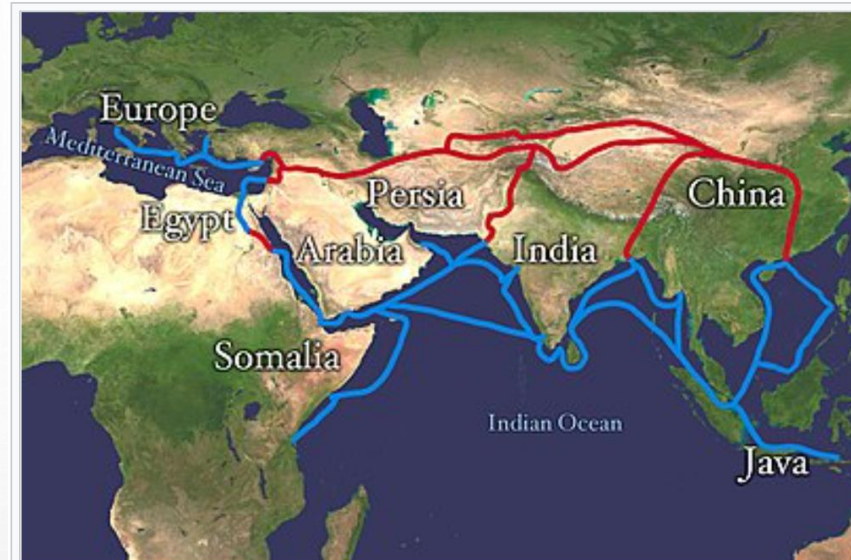 Europe
Mediterranean Sea
Egypt
Persia
China
Arabia
India
Somalia
Indian Ocean
Java